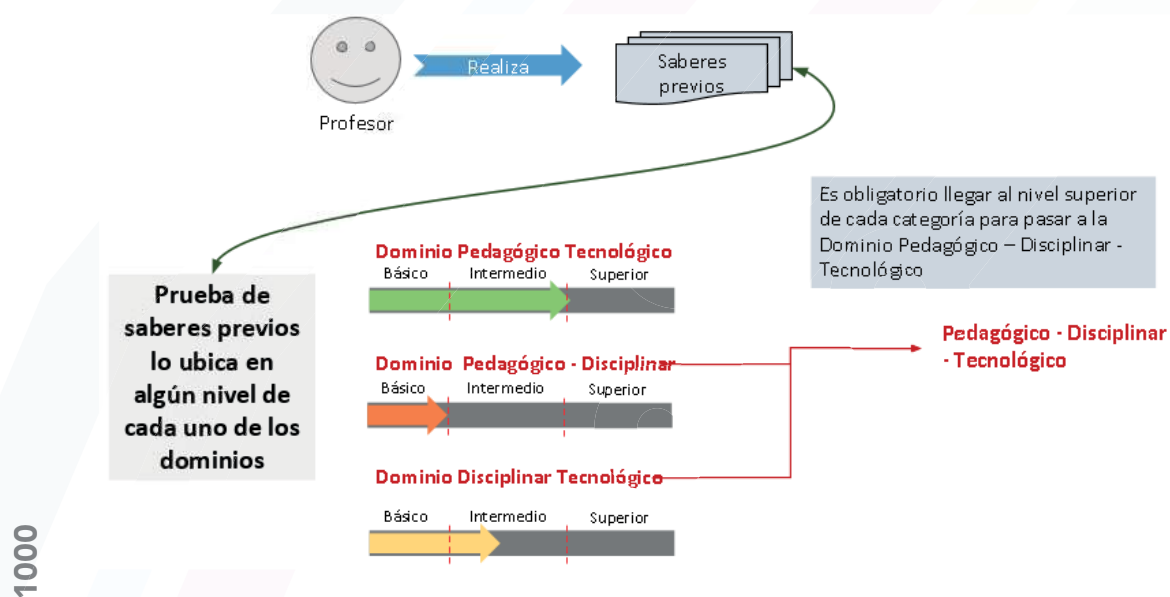 Realiza
Saberes
previos
Profesor
Es obligatorio llegar al nivel superior
de cada categoría para pasar a la
Dominio Pedagógico – Disciplinar -
Tecnológico
Prueba de
saberes previos
lo ubica en
algún nivel de
cada uno de los
dominios
Dominio Pedagógico Tecnológico
Básico Intermedio Superior
Dominio Pedagógico - Disciplinar
Básico Intermedio Superior
Dominio Disciplinar Tecnológico
Básico Intermedio Superior
Pedagógico - Disciplinar
- Tecnológico
1000